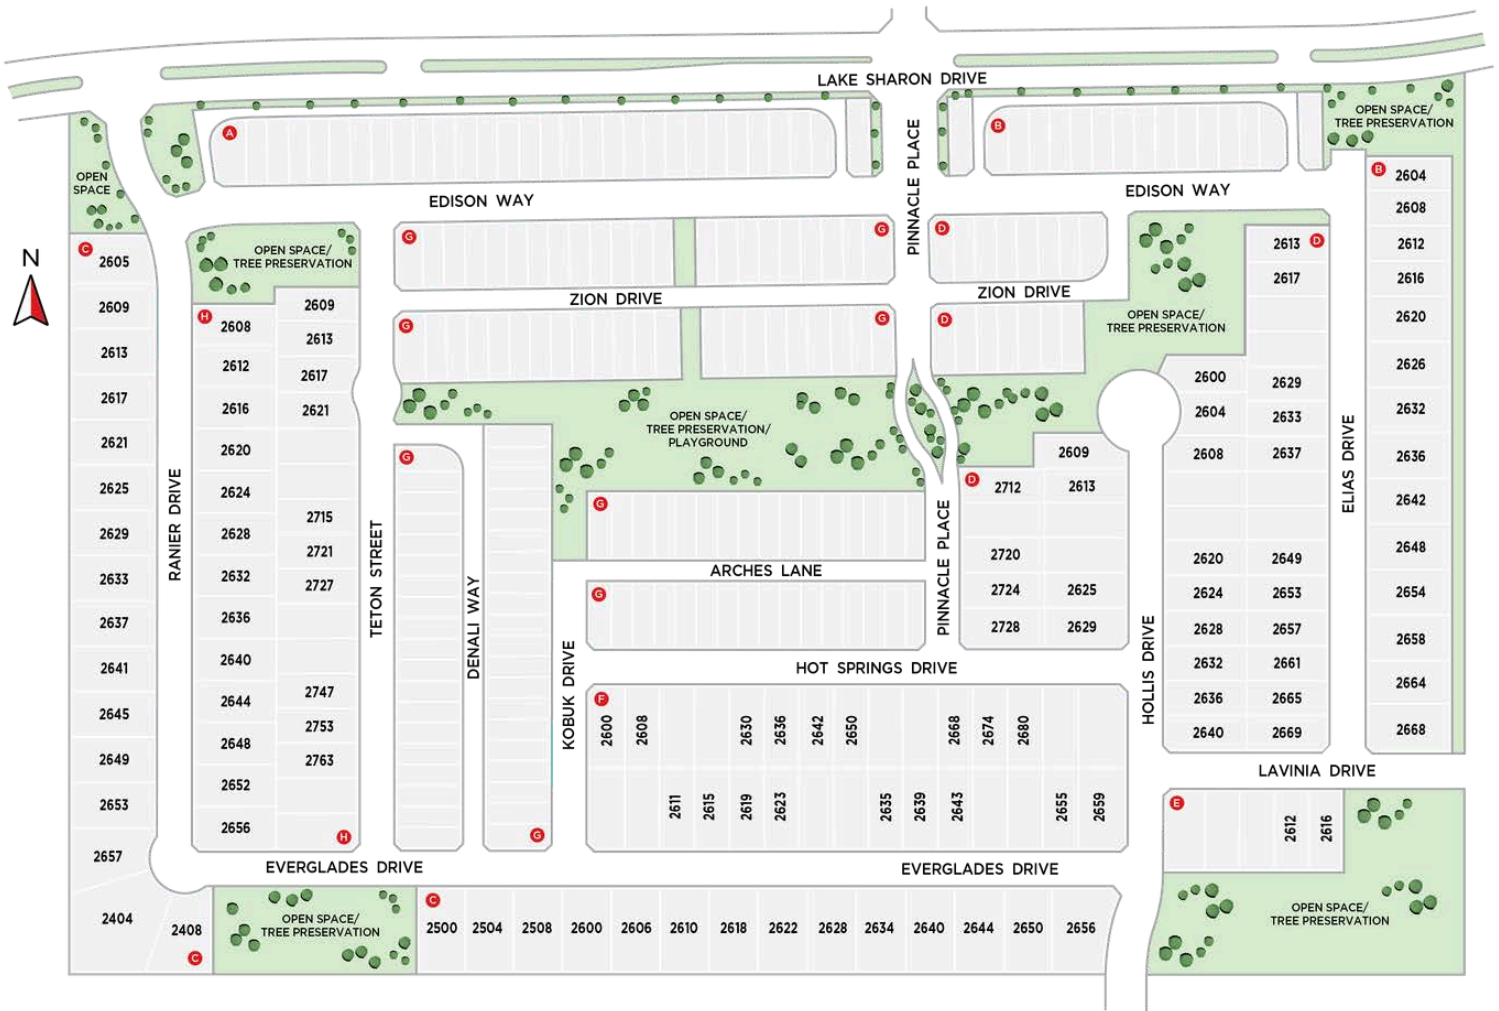 LAKE SHARON DRIVE
OPEN SPACE/
TREE PRESERVATION
A
B
PINNACLE PLACE
OPEN
SPACE
B
2604
EDISON WAY
EDISON WAY
2608
C
2605
OPEN SPACE/
TREE PRESERVATION
G
G
D
2613
D
2612
N
2617
2616
ZION DRIVE
ZION DRIVE
2609
H
2608
2609
G
G
D
OPEN SPACE/
TREE PRESERVATION
2620
2613
2613
2612
2617
2600
2629
2626
2617
2616
2621
OPEN SPACE/
TREE PRESERVATION/
PLAYGROUND
2604
2633
2632
2621
2620
G
2609
2608
2637
ELIAS DRIVE
2636
2625
2624
RANIER DRIVE
G
D
2712
2613
2642
2629
2628
2715
TETON STREET
2721
2727
PINNACLE PLACE
2720
2620
2649
2648
2633
2632
ARCHES LANE
G
2724
2625
2624
2653
2654
2637
2636
DENALI WAY
2728
2629
2628
2657
2658
2641
2640
KOBUK DRIVE
HOT SPRINGS DRIVE
HOLLIS DRIVE
2632
2661
2664
2645
2644
2747
F
2636
2665
2649
2648
2753
2600
2608
2630
2636
2642
2650
2668
2674
2680
2640
2669
2668
2763
LAVINIA DRIVE
2653
2652
2611
2615
2619
2623
2635
2639
2643
2655
2659
E
2612
2616
2657
2656
H
G
EVERGLADES DRIVE
EVERGLADES DRIVE
2404
2408
C
OPEN SPACE/
TREE PRESERVATION
C
2500
2504
2508
2600
2606
2610
2618
2622
2628
2634
2640
2644
2650
2656
OPEN SPACE/
TREE PRESERVATION